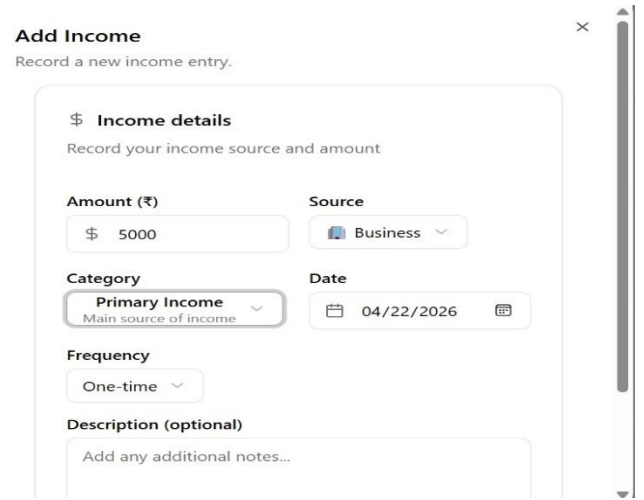 Add Income
Record a new income entry.
$ Income details
Record your income source and amount
Amount (₹) Source
$ 5000 Business
Category Date
Primary Income
Main source of income
04/22/2026
Frequency
One-time
Description (optional)
Add any additional notes...